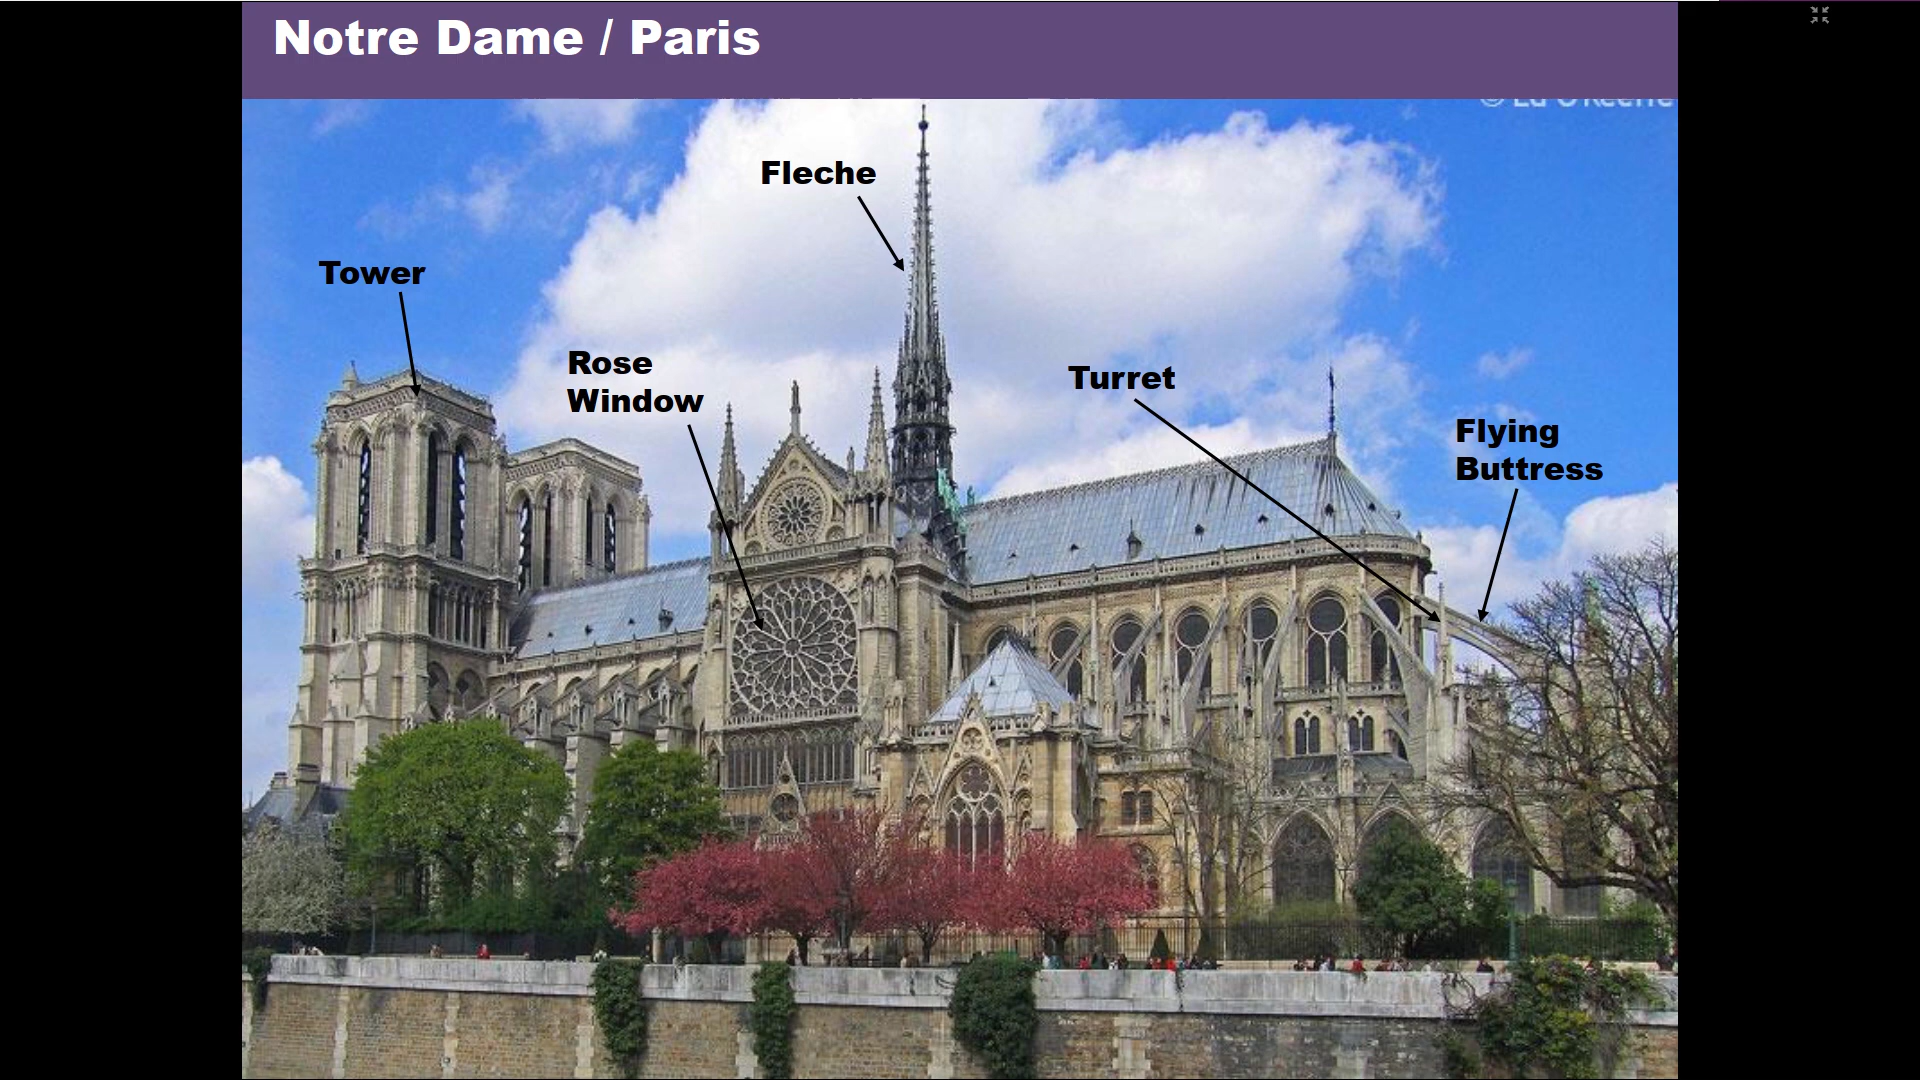 Notre Dame / Paris
Fleche
Tower
Rose
Window
Turret
Flying
Buttress